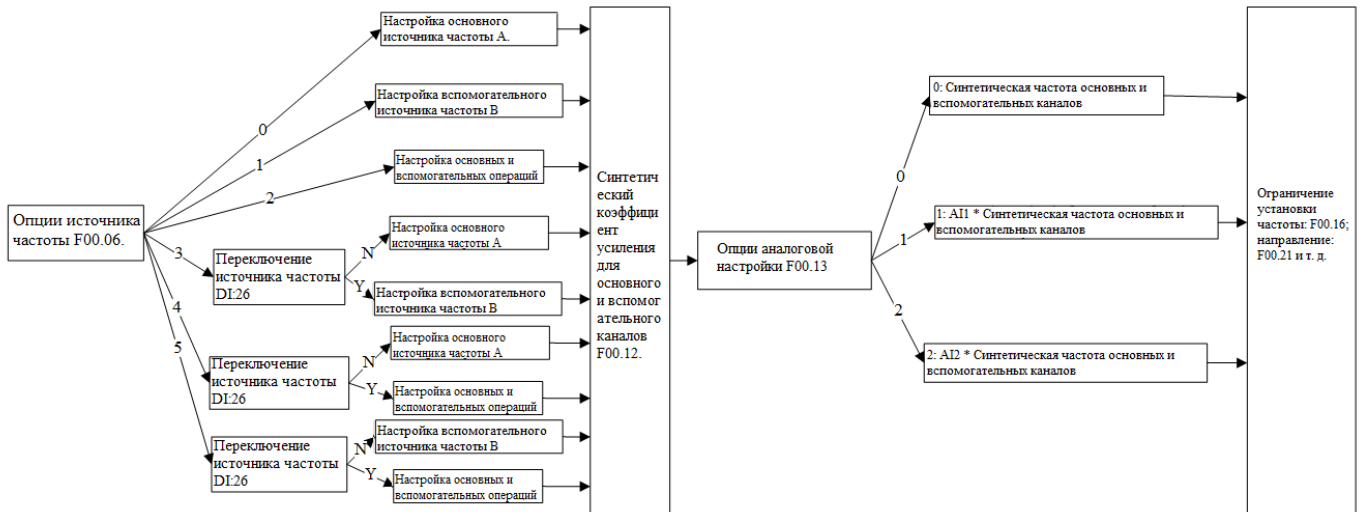 Настройка основного
источника частоты А.
Настройка вспомогательного
источника частоты В
Настройка основных и
вспомогательных операций
0
1
2
3
4
5
Опции источника
частоты F00.06.
Переключение
источника частоты
DI:26
N
Y
Настройка основного
источника частоты А
Настройка вспомогательного
источника частоты В
Переключение
источника частоты
DI:26
N
Y
Настройка основного
источника частоты А
Настройка основных и
вспомогательных операций
Переключение
источника частоты
DI:26
N
Y
Настройка вспомогательного
источника частоты В
Настройка основных и
вспомогательных операций
Синтетич
еский
коэффици
ент
усиления
для
основного
и вспомог
ательного
каналов
F00.12.
Опции аналоговой
настройки F00.13
0
1
2
0: Синтетическая частота основных и
вспомогательных каналов
1: AI1 * Синтетическая частота основных и
вспомогательных каналов
2: AI2 * Синтетическая частота основных и
вспомогательных каналов
Ограничение
установки
частоты: F00.16;
направление:
F00.21 и т. д.